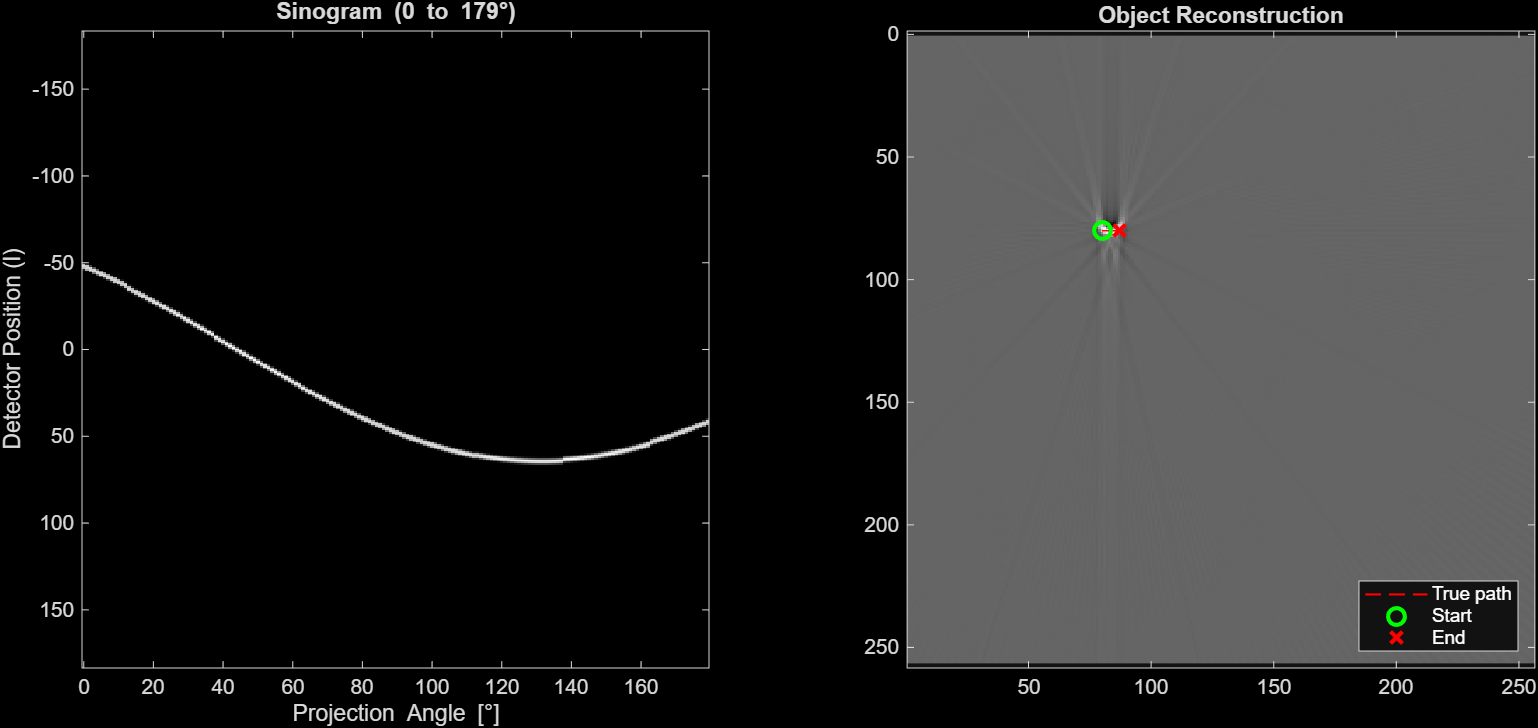 Sinogram (0 to 179°)
-150
-100
-50
0
50
100
150
0 20 40 60 80 100 120 140 160
Detector Position (l)
Projection Angle [°]
Object Reconstruction
0
50
100
150
200
250
50 100 150 200 250
True path
Start
End